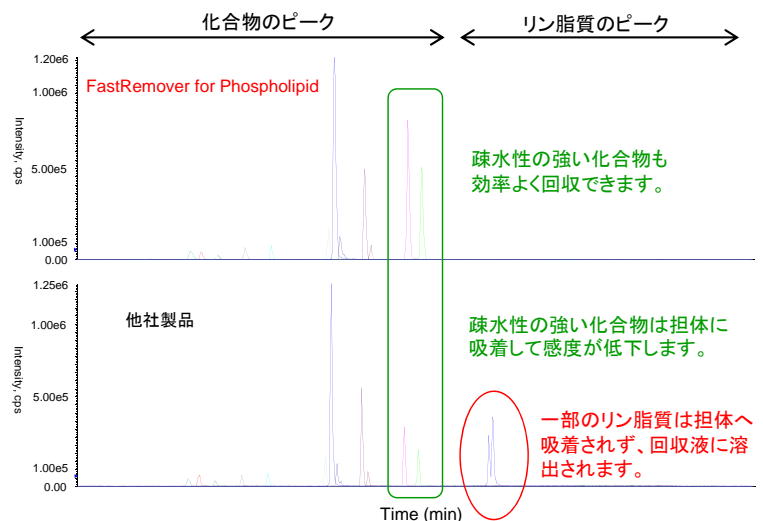 化合物のピーク
リン脂質のピーク
1.20e6
1.00e6
5.00e5
1.00e5
0.00
Intensity, cps
FastRemover for Phospholipid
疎水性の強い化合物も
効率よく回収できます。
1.25e6
1.00e6
5.00e5
1.00e5
0.00
Intensity, cps
他社製品
疎水性の強い化合物は担体に
吸着して感度が低下します。
一部のリン脂質は担体へ
吸着されず、回収液に溶
出されます。
Time (min)